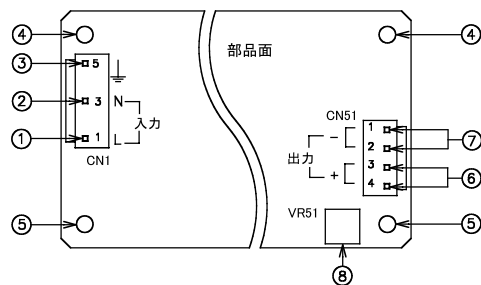 ④ 部品面 ④
③ 5
② 3 N
入力
① 1 L
CN1
CN51
1
－ 2 ⑦
出力
＋ 3
4 ⑥
⑤ VR51 ⑤
⑧